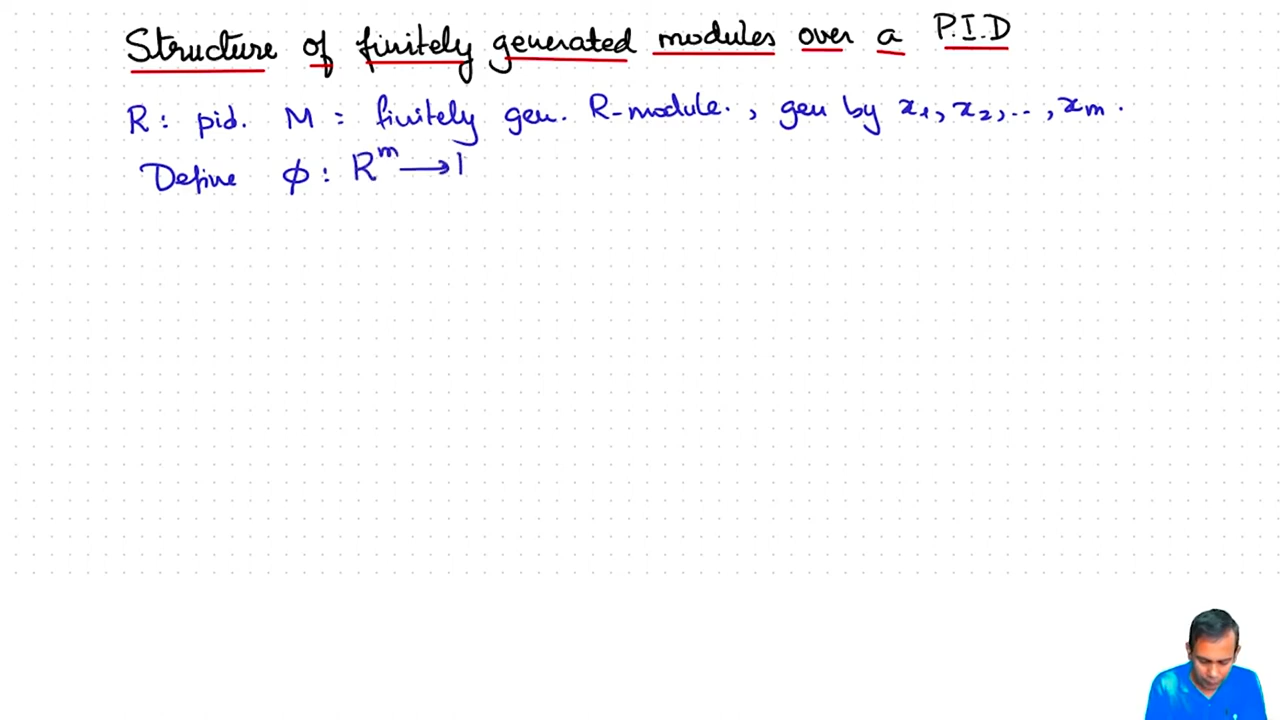 Structure of finitely generated modules over a P.I.D
R: pid. M = finitely gen. R-module., gen by x₁, x₂, .., xₘ.
Define ϕ: Rᵐ ⟶